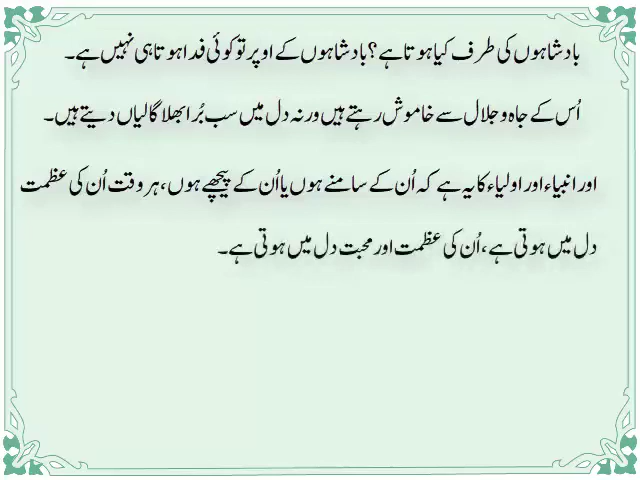 بادشاہوں کی طرف کیا ہوتا ہے؟ بادشاہوں کے اوپر تو کوئی فدا ہوتا ہی نہیں ہے۔
اُس کے جاہ و جلال سے خاموش رہتے ہیں ورنہ دل میں سب بُرا بھلا گالیاں دیتے ہیں۔
اور انبیاء اور اولیاء کا یہ ہے کہ اُن کے سامنے ہوں یا اُن کے پیچھے ہوں، ہر وقت اُن کی عظمت
دل میں ہوتی ہے، اُن کی عظمت اور محبت دل میں ہوتی ہے۔